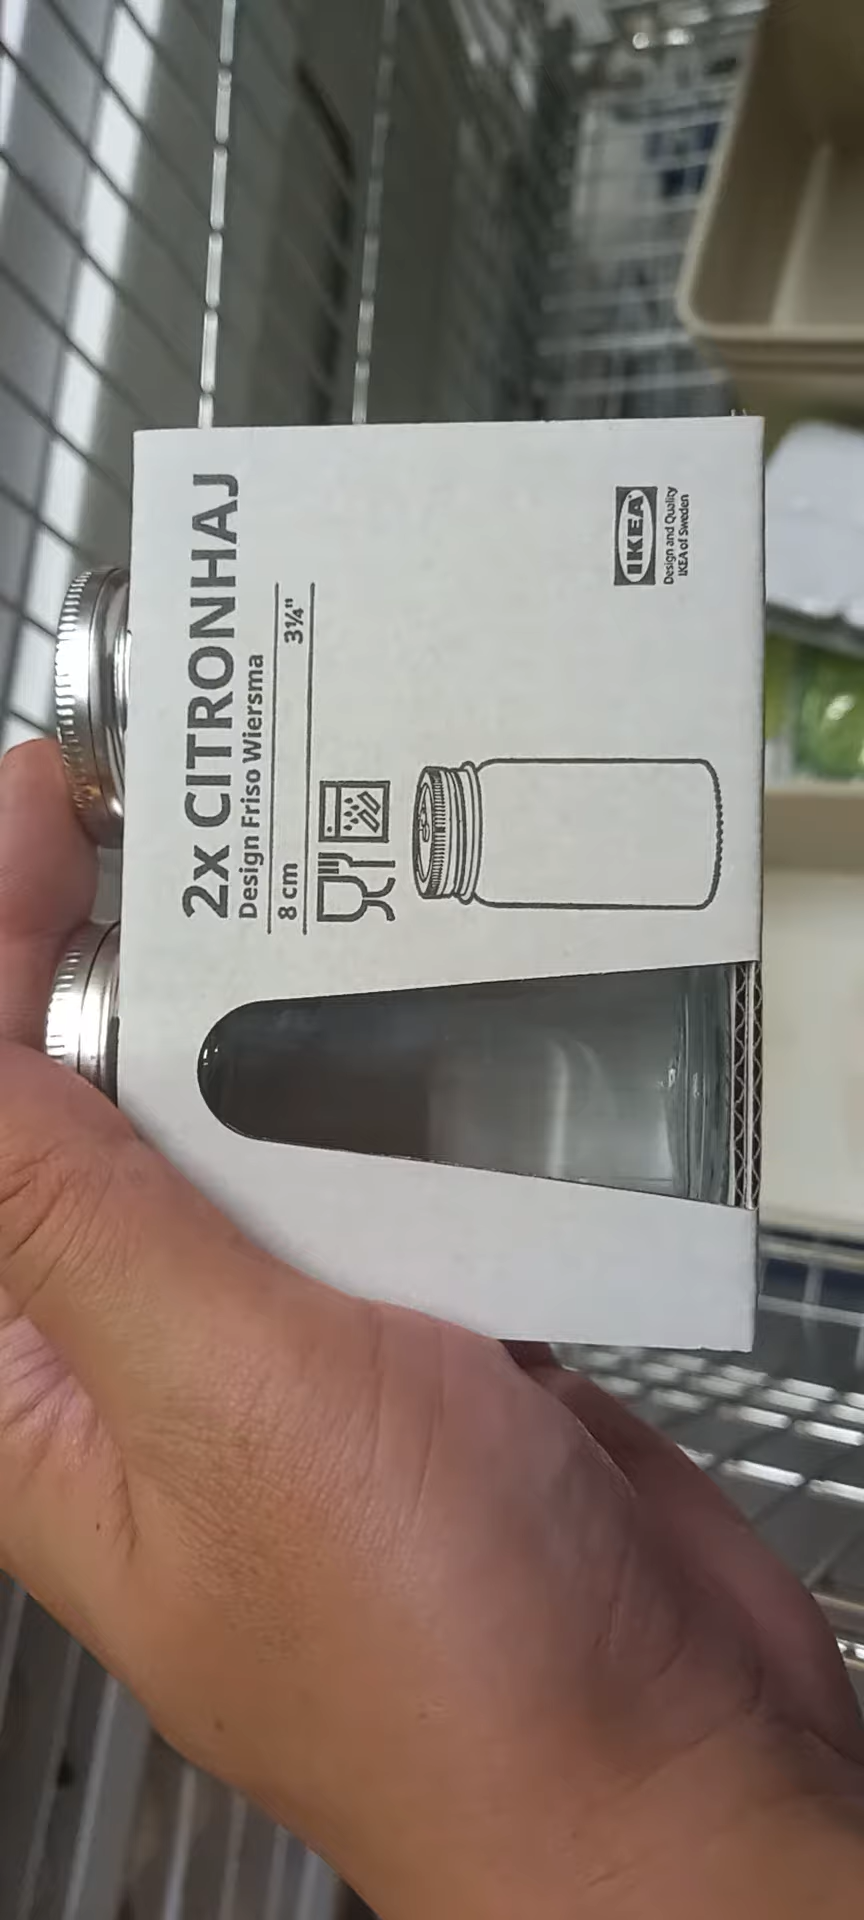 2x CITRONHAJ
Design Friso Wiersma
8 cm 3¼"
IKEA
Design and Quality
IKEA of Sweden